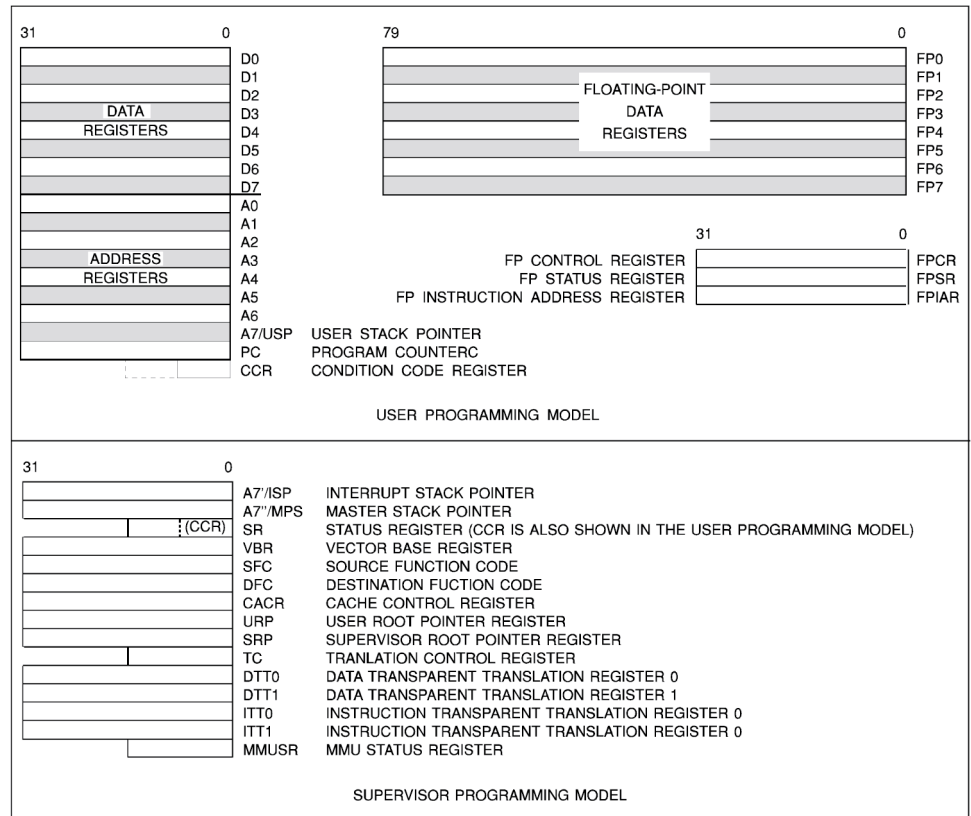 31 0
D0
D1
D2
DATA D3
REGISTERS D4
D5
D6
D7
A0
A1
A2
ADDRESS A3
REGISTERS A4
A5
A6
A7/USP USER STACK POINTER
PC PROGRAM COUNTERC
CCR CONDITION CODE REGISTER
79 0
FP0
FP1
FLOATING-POINT FP2
DATA FP3
REGISTERS FP4
FP5
FP6
FP7
31 0
FP CONTROL REGISTER FPCR
FP STATUS REGISTER FPSR
FP INSTRUCTION ADDRESS REGISTER FPIAR
USER PROGRAMMING MODEL
31 0
A7'/ISP INTERRUPT STACK POINTER
A7"/MPS MASTER STACK POINTER
(CCR) SR STATUS REGISTER (CCR IS ALSO SHOWN IN THE USER PROGRAMMING MODEL)
VBR VECTOR BASE REGISTER
SFC SOURCE FUNCTION CODE
DFC DESTINATION FUCTION CODE
CACR CACHE CONTROL REGISTER
URP USER ROOT POINTER REGISTER
SRP SUPERVISOR ROOT POINTER REGISTER
TC TRANLATION CONTROL REGISTER
DTT0 DATA TRANSPARENT TRANSLATION REGISTER 0
DTT1 DATA TRANSPARENT TRANSLATION REGISTER 1
ITT0 INSTRUCTION TRANSPARENT TRANSLATION REGISTER 0
ITT1 INSTRUCTION TRANSPARENT TRANSLATION REGISTER 0
MMUSR MMU STATUS REGISTER
SUPERVISOR PROGRAMMING MODEL